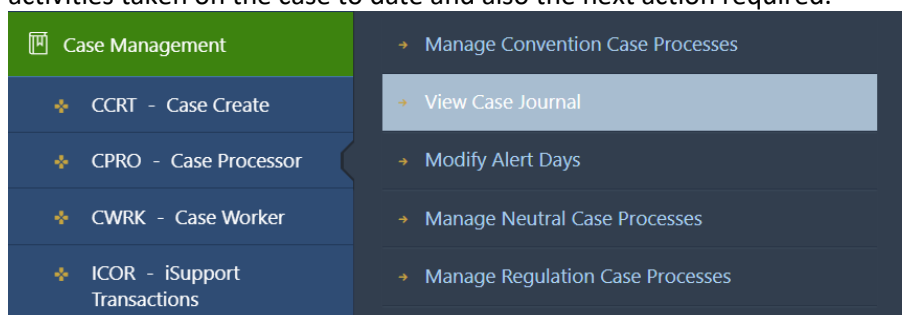 activities taken on the case to date and also the next action required.
Case Management
CCRT - Case Create
CPRO - Case Processor
CWRK - Case Worker
ICOR - iSupport
Transactions
Manage Convention Case Processes
View Case Journal
Modify Alert Days
Manage Neutral Case Processes
Manage Regulation Case Processes